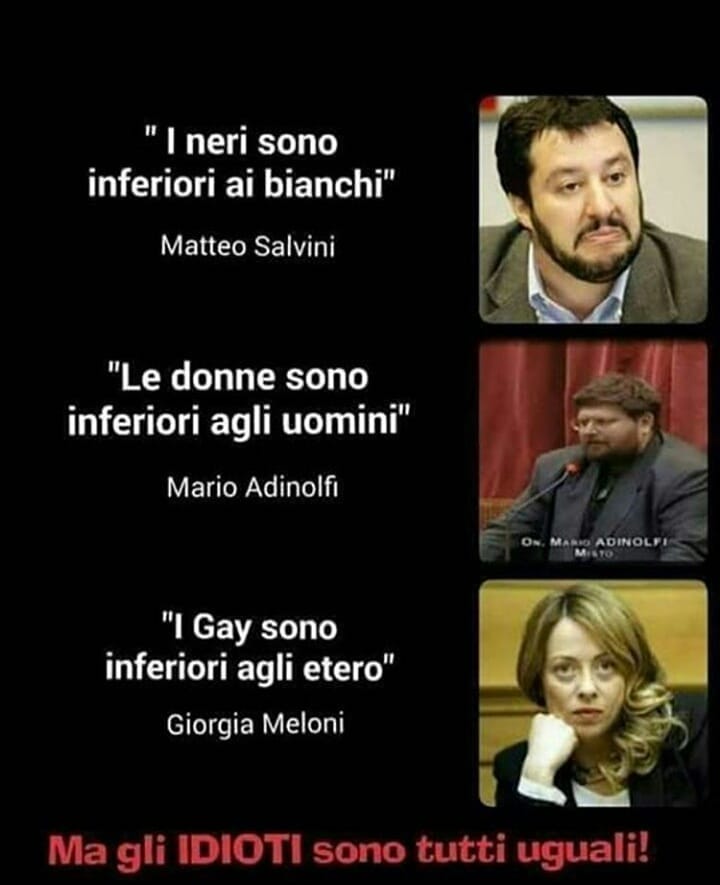 " I neri sono
inferiori ai bianchi"
Matteo Salvini
"Le donne sono
inferiori agli uomini"
Mario Adinolfi
On. Mario ADINOLFI
Misto
"I Gay sono
inferiori agli etero"
Giorgia Meloni
Ma gli IDIOTI sono tutti uguali!